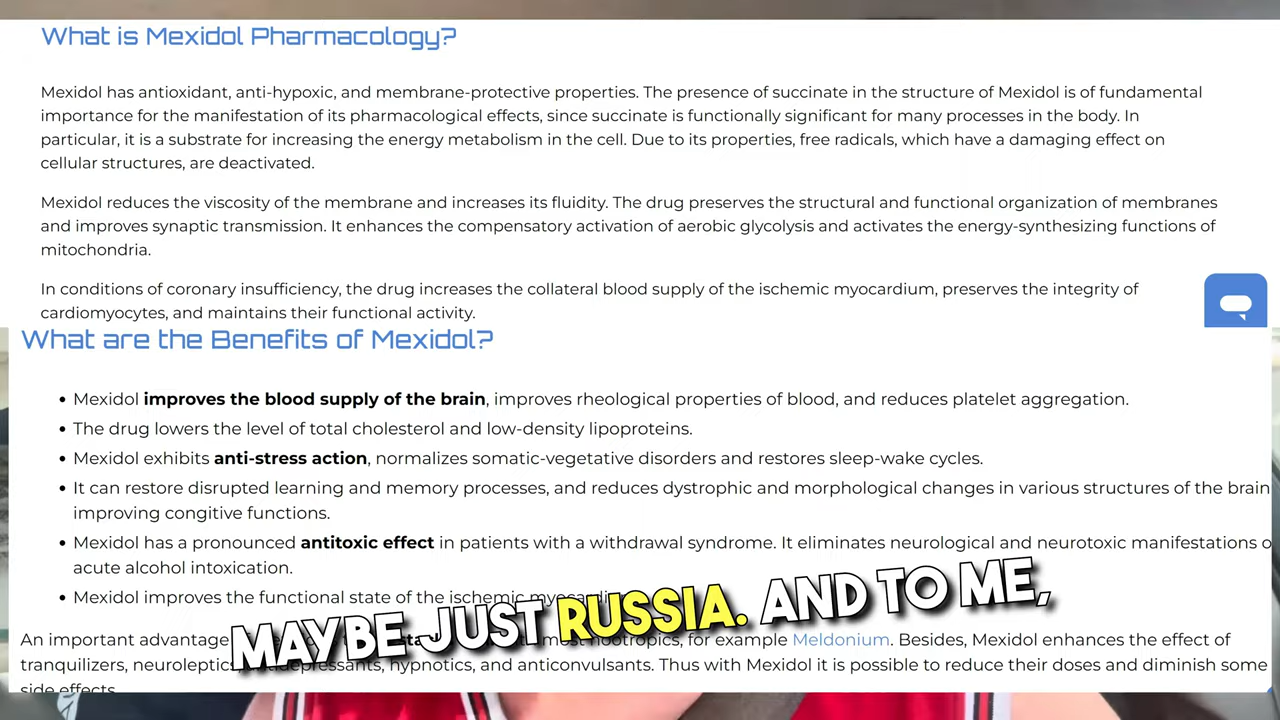 What is Mexidol Pharmacology?
Mexidol has antioxidant, anti-hypoxic, and membrane-protective properties. The presence of succinate in the structure of Mexidol is of fundamental
importance for the manifestation of its pharmacological effects, since succinate is functionally significant for many processes in the body. In
particular, it is a substrate for increasing the energy metabolism in the cell. Due to its properties, free radicals, which have a damaging effect on
cellular structures, are deactivated.
Mexidol reduces the viscosity of the membrane and increases its fluidity. The drug preserves the structural and functional organization of membranes
and improves synaptic transmission. It enhances the compensatory activation of aerobic glycolysis and activates the energy-synthesizing functions of
mitochondria.
In conditions of coronary insufficiency, the drug increases the collateral blood supply of the ischemic myocardium, preserves the integrity of
cardiomyocytes, and maintains their functional activity.
What are the Benefits of Mexidol?
• Mexidol improves the blood supply of the brain, improves rheological properties of blood, and reduces platelet aggregation.
• The drug lowers the level of total cholesterol and low-density lipoproteins.
• Mexidol exhibits anti-stress action, normalizes somatic-vegetative disorders and restores sleep-wake cycles.
• It can restore disrupted learning and memory processes, and reduces dystrophic and morphological changes in various structures of the brain
improving congitive functions.
• Mexidol has a pronounced antitoxic effect in patients with a withdrawal syndrome. It eliminates neurological and neurotoxic manifestations o
acute alcohol intoxication.
• Mexidol improves the functional state of the ischemic
MAYBE JUST RUSSIA. AND TO ME,
An important advantage nootropics, for example Meldonium. Besides, Mexidol enhances the effect of
tranquilizers, hypnotics, and anticonvulsants. Thus with Mexidol it is possible to reduce their doses and diminish some
side effects